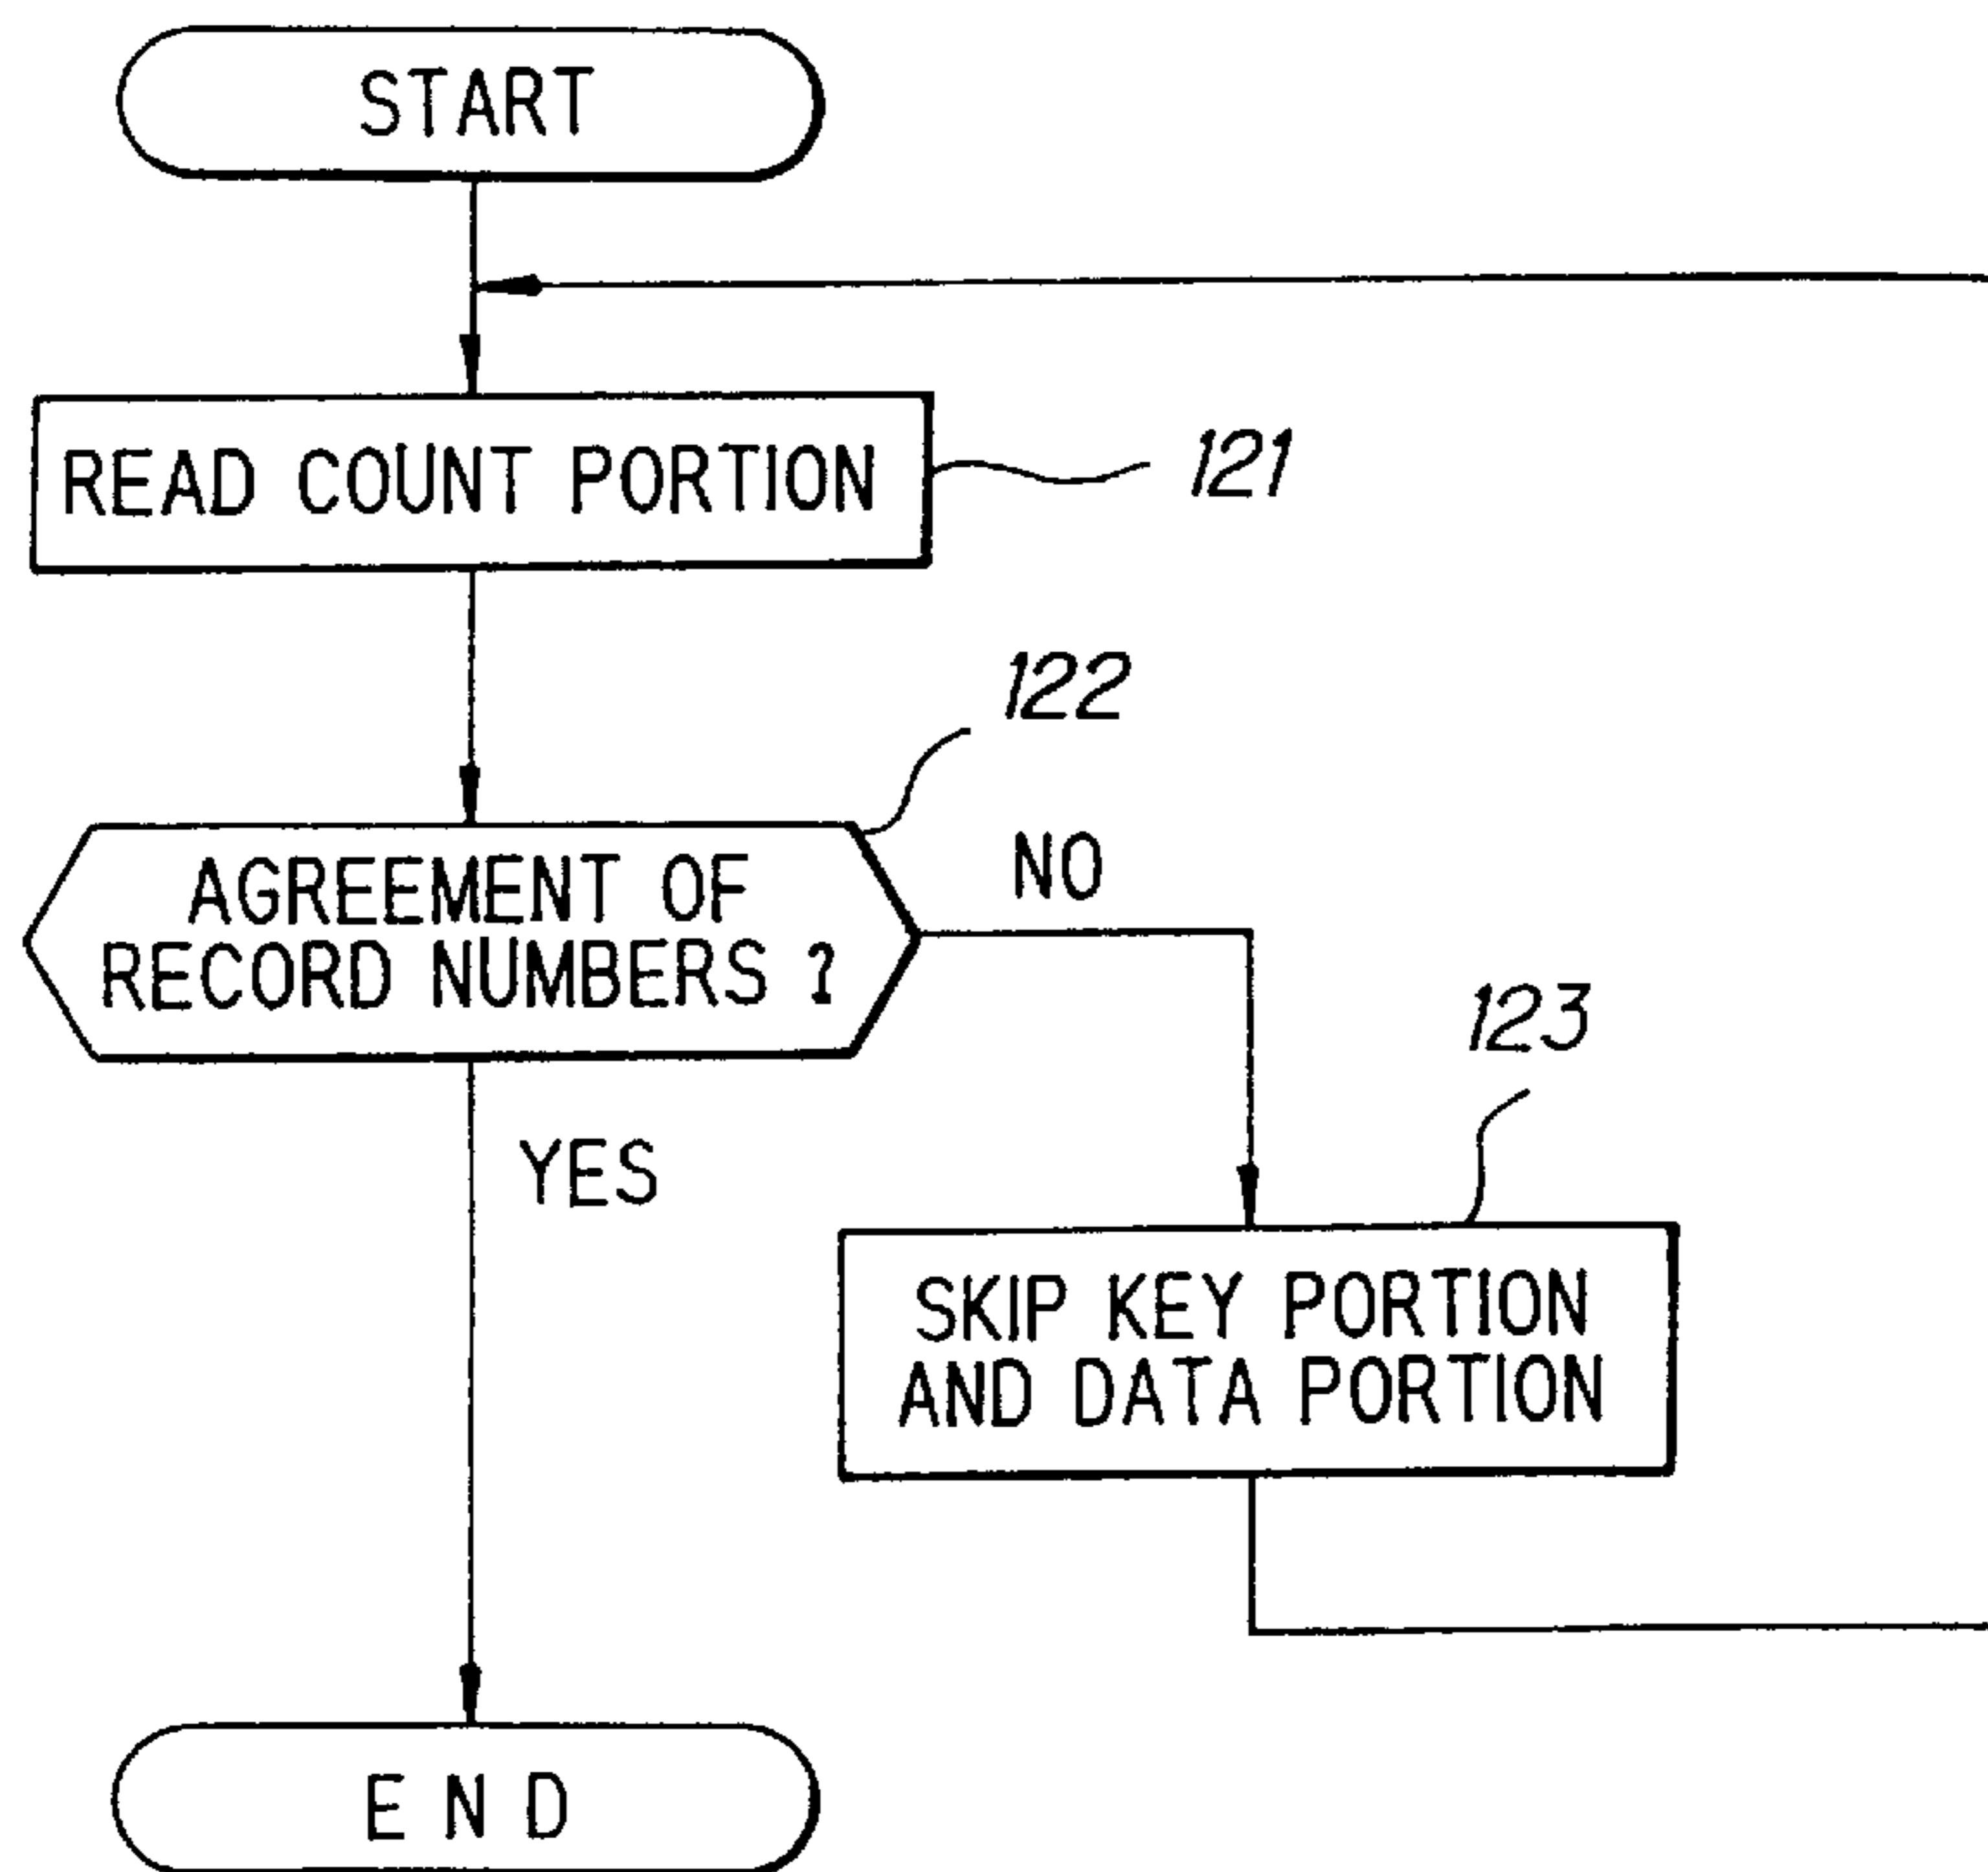 START
READ COUNT PORTION
121
122
AGREEMENT OF
RECORD NUMBERS ?
NO
YES
123
SKIP KEY PORTION
AND DATA PORTION
END